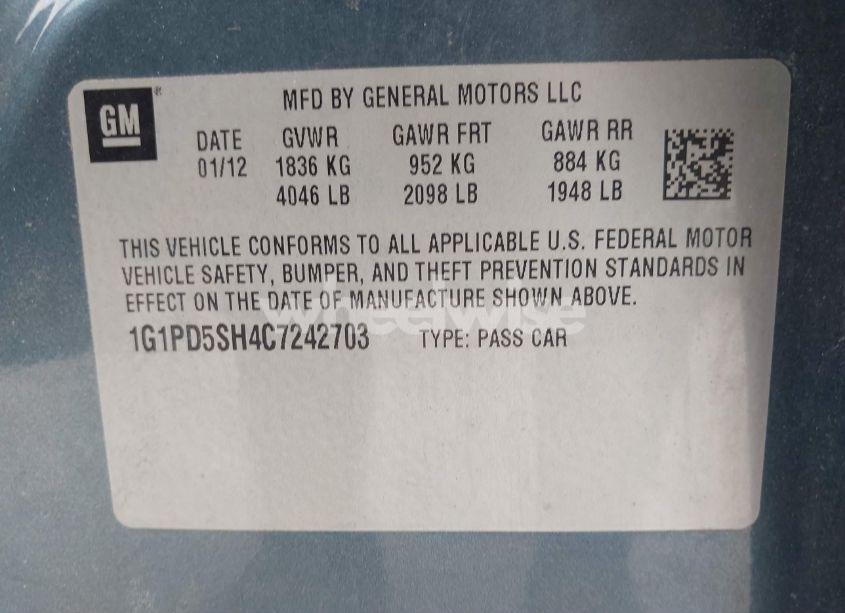 GM®
MFD BY GENERAL MOTORS LLC
DATE GVWR GAWR FRT GAWR RR
01/12 1836 KG 952 KG 884 KG
4046 LB 2098 LB 1948 LB
THIS VEHICLE CONFORMS TO ALL APPLICABLE U.S. FEDERAL MOTOR
VEHICLE SAFETY, BUMPER, AND THEFT PREVENTION STANDARDS IN
EFFECT ON THE DATE OF MANUFACTURE SHOWN ABOVE.
wheelwise
1G1PD5SH4C7242703 TYPE: PASS CAR